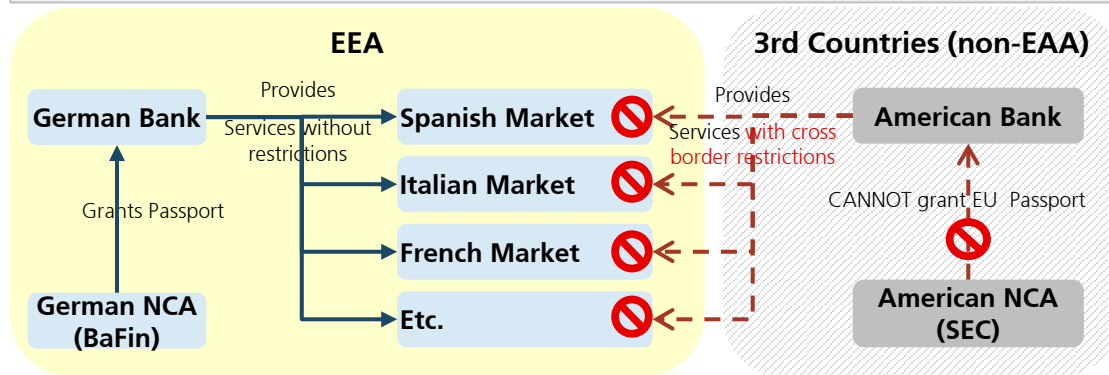 EEA
3rd Countries (non-EAA)
Provides
German Bank
Services without
restrictions
Spanish Market
Provides
Services with cross
border restrictions
American Bank
Italian Market
Grants Passport
CANNOT grant EU Passport
French Market
German NCA
(BaFin)
Etc.
American NCA
(SEC)